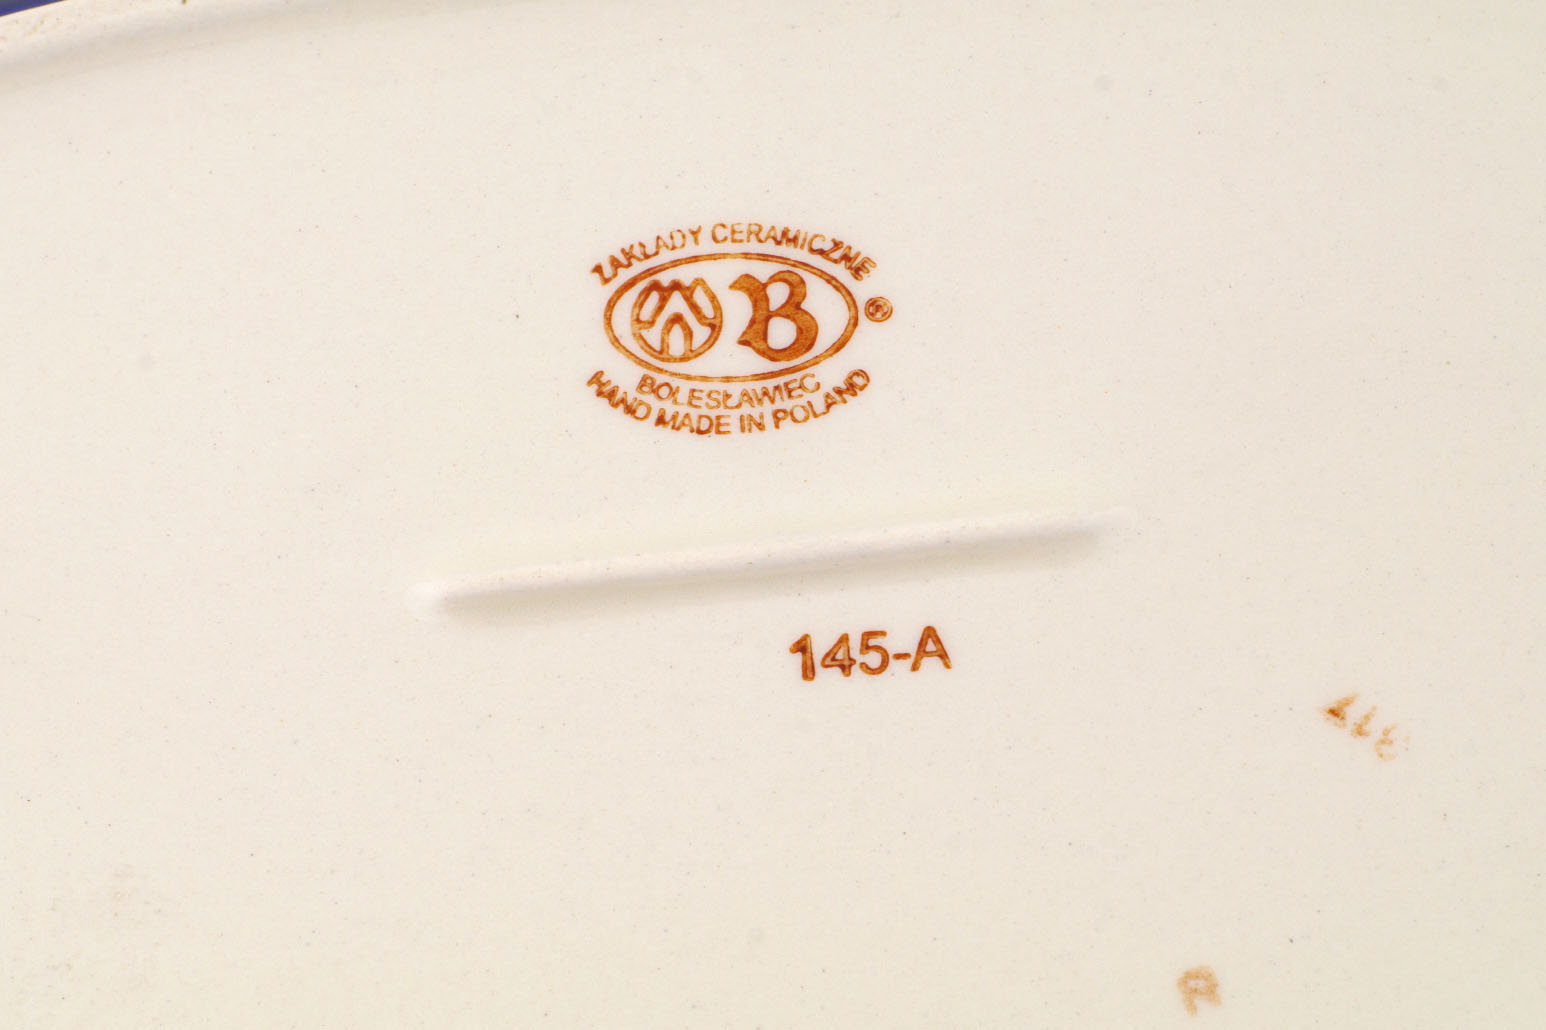 ZAKŁADY CERAMICZNE
B ®
BOLESŁAWIEC
HAND MADE IN POLAND
145-A